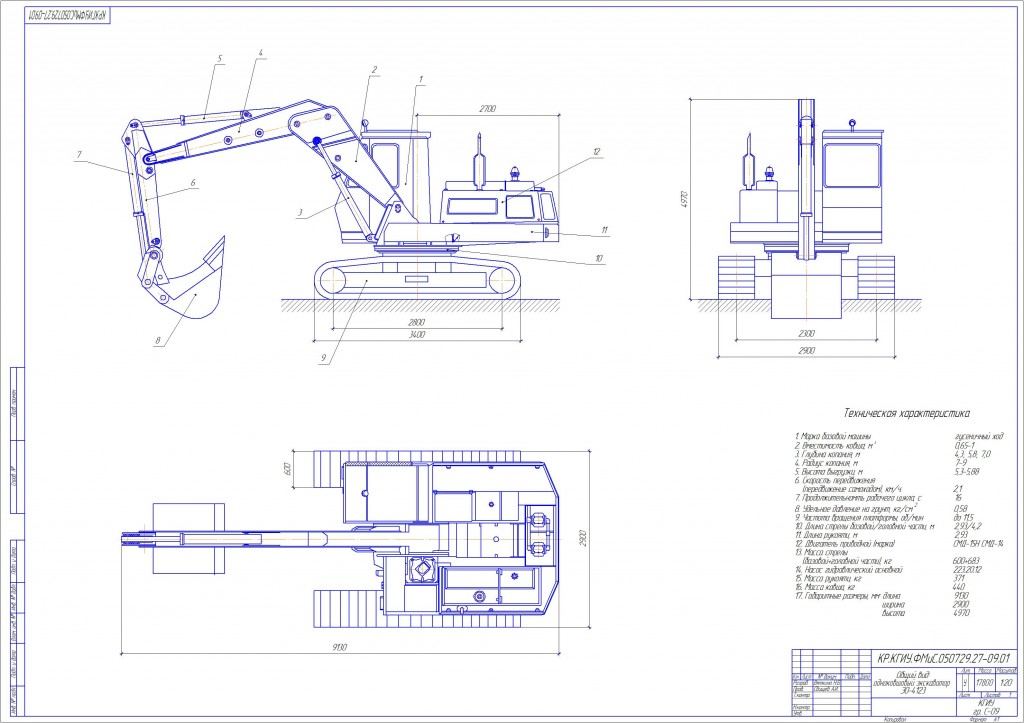 КР.КГИУ.ФМиС.050729.27-09.01
5
4
2
1
2700
12
7
6
3
11
10
8
9
2800
3400
4970
2300
2900
600
2900
9130
Техническая характеристика
1. Марка базовой машины гусеничный ход
2. Вместимость ковша, м³ 0,65-1
3. Глубина копания, м 4,3, 5,8, 7,0
4. Радиус копания, м 7-9
5. Высота выгрузки, м 5.3-5.88
6. Скорость передвижения
(передвижение самоходом), км/ч 2,1
7. Продолжительность рабочего цикла, с 16
8. Удельное давление на грунт, кг/см² 0,58
9. Частота вращения платформы, об/мин до 11,5
10. Длина стрелы базовой/головной части, м 2,93/4,2
11. Длина рукояти, м 2,93
12. Двигатель приводной (марка) СМД-15Н СМД-14
13. Масса стрелы
(базовой+головной части), кг 600+683
14. Насос гидравлический основной 223.20.12
15. Масса рукояти, кг 371
16. Масса ковша, кг 440
17. Габаритные размеры, мм длина 9130
ширина 2900
высота 4970
КР.КГИУ.ФМиС.050729.27-09.01
Общий вид
одноковшовый экскаватор
ЭО-4123
Лит. Масса Масштаб
у 17800 1:20
Лист Листов 1
Изм. Лист № докум. Подп. Дата
Разраб.
Пров.
Т.контр.
Н.контр.
Утв.
КГИУ
гр. С-09
Копировал Формат А1
Перв. примен.
Справ. №
Подп. и дата
Инв. № дубл.
Взам. инв. №
Подп. и дата
Инв. № подл.